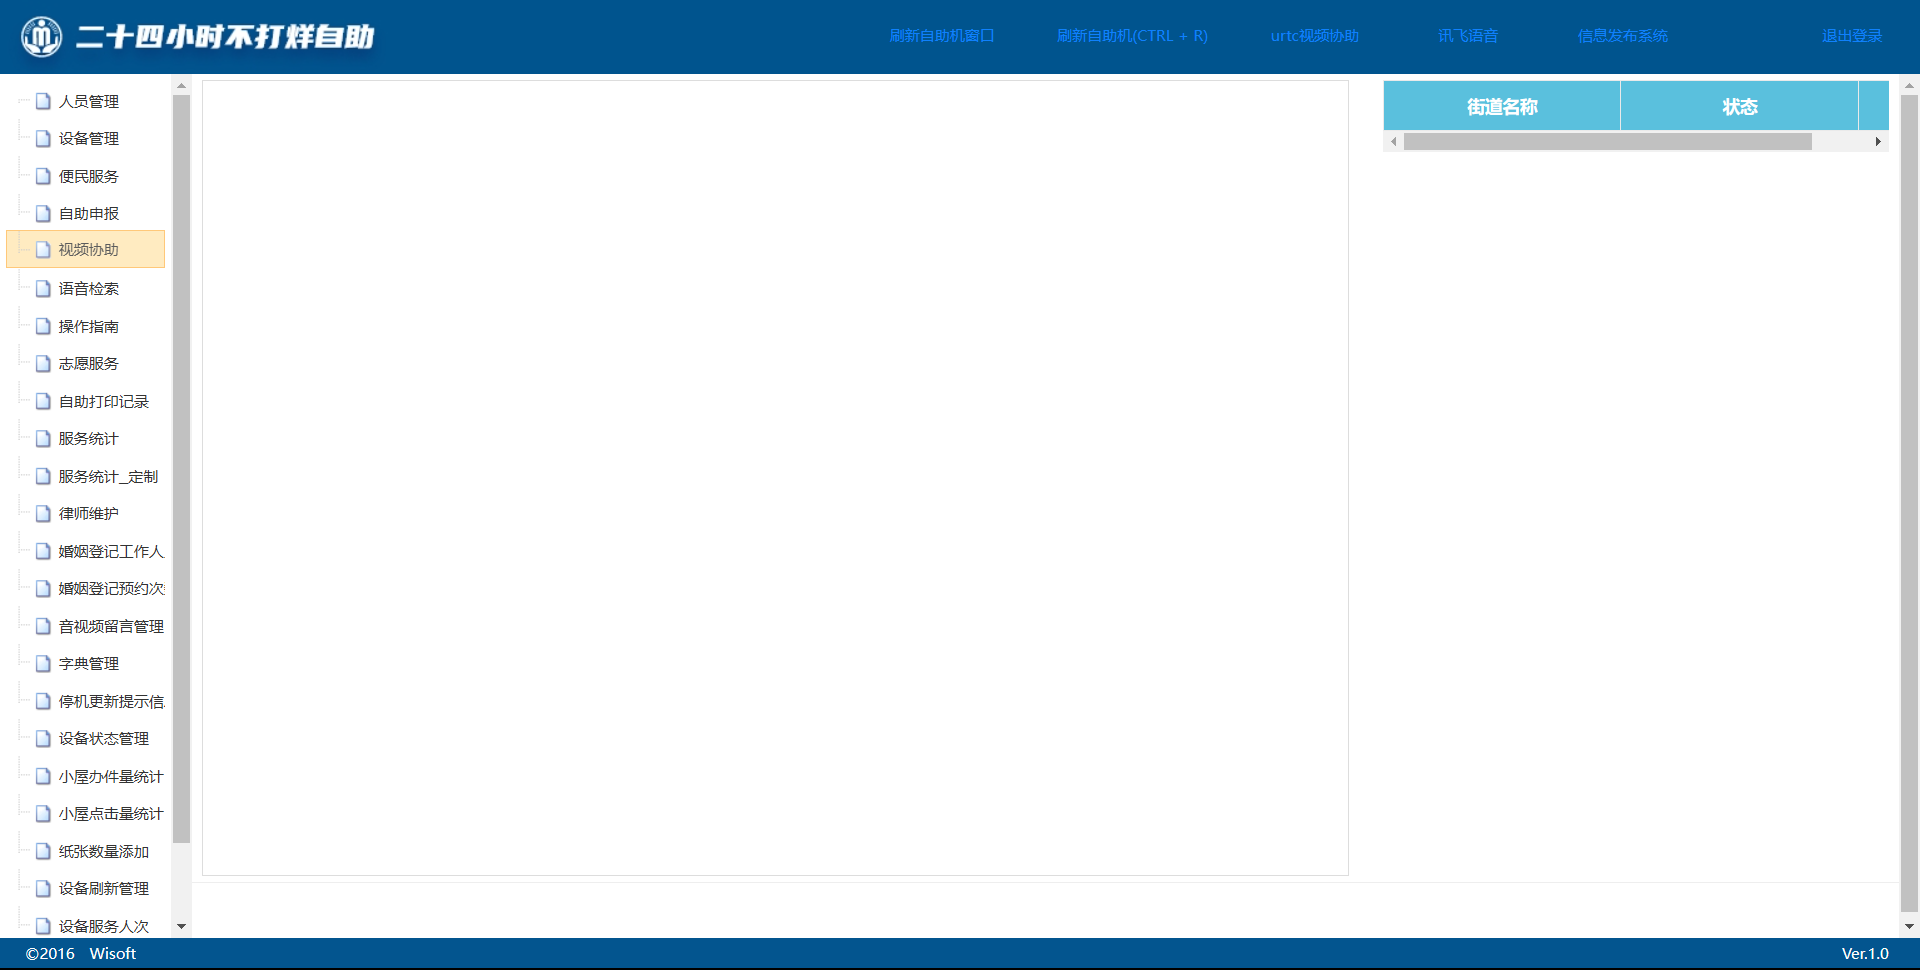 二十四小时不打烊自助
刷新自助机窗口
刷新自助机(CTRL + R)
urtc视频协助
讯飞语音
信息发布系统
退出登录
人员管理
设备管理
便民服务
自助申报
视频协助
语音检索
操作指南
志愿服务
自助打印记录
服务统计
服务统计_定制
律师维护
婚姻登记工作人
婚姻登记预约次
音视频留言管理
字典管理
停机更新提示信
设备状态管理
小屋办件量统计
小屋点击量统计
纸张数量添加
设备刷新管理
设备服务人次
街道名称
状态
©2016 Wisoft
Ver.1.0